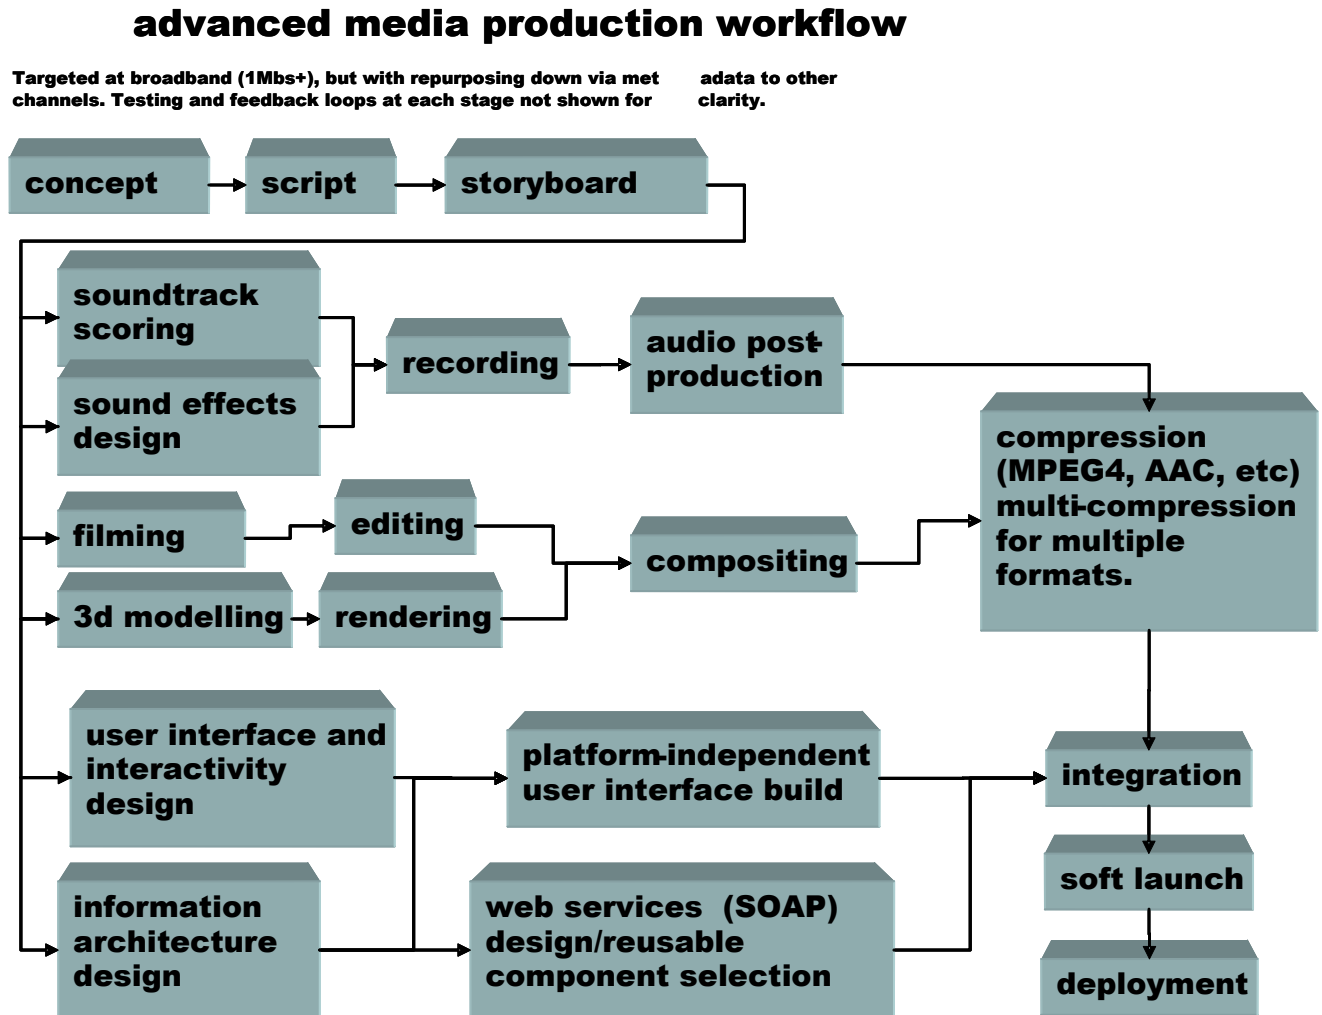 advanced media production workflow
Targeted at broadband (1Mbs+), but with repurposing down via met adata to other
channels. Testing and feedback loops at each stage not shown for clarity.
concept
script
storyboard
soundtrack
scoring
sound effects
design
recording
audio post-
production
filming
editing
3d modelling
rendering
compositing
compression
(MPEG4, AAC, etc)
multi-compression
for multiple
formats.
user interface and
interactivity
design
platform-independent
user interface build
integration
information
architecture
design
web services (SOAP)
design/reusable
component selection
soft launch
deployment